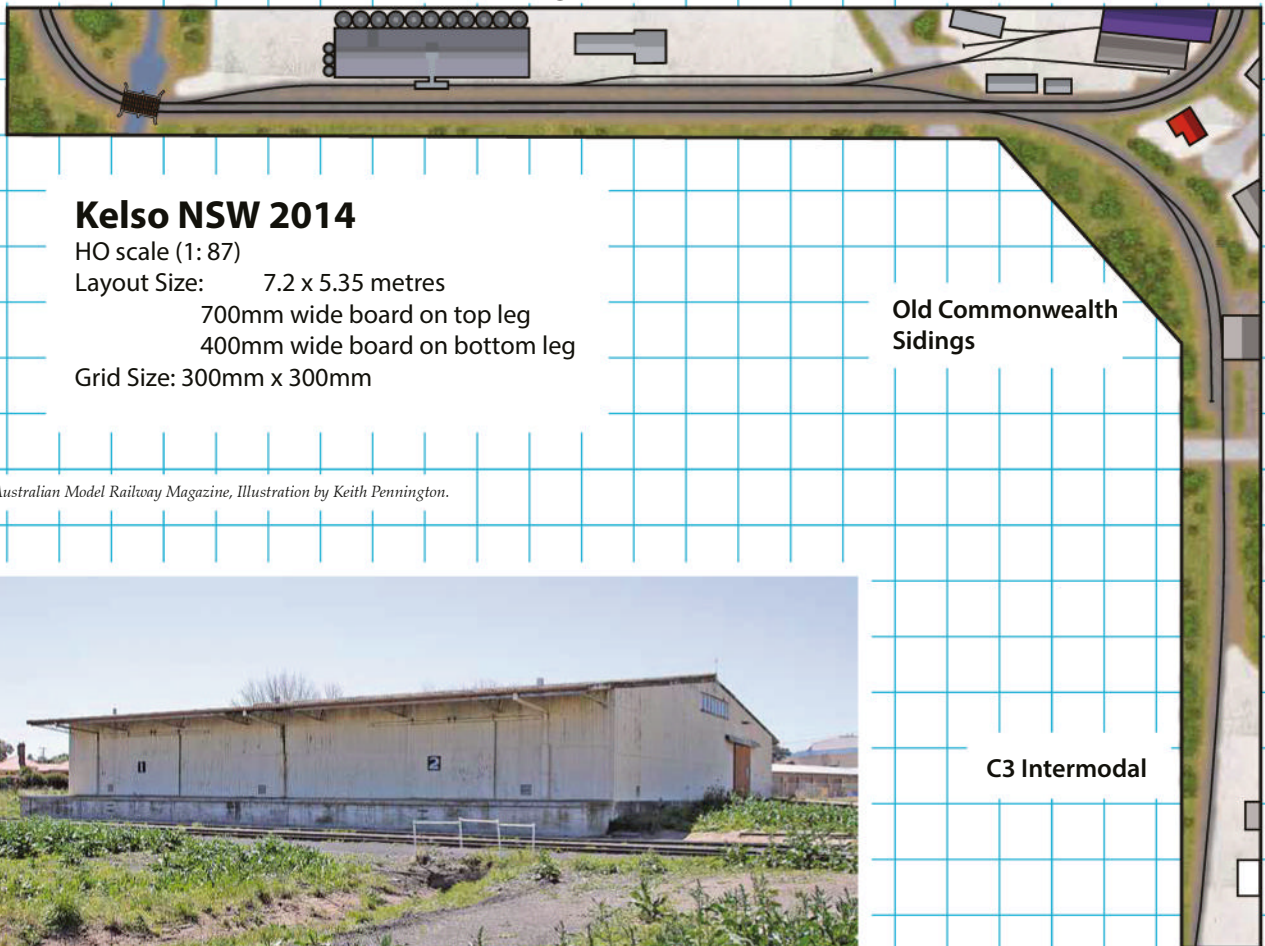 Kelso NSW 2014
HO scale (1: 87)
Layout Size: 7.2 x 5.35 metres
700mm wide board on top leg
400mm wide board on bottom leg
Grid Size: 300mm x 300mm
Old Commonwealth
Sidings
Australian Model Railway Magazine, Illustration by Keith Pennington.
C3 Intermodal
2